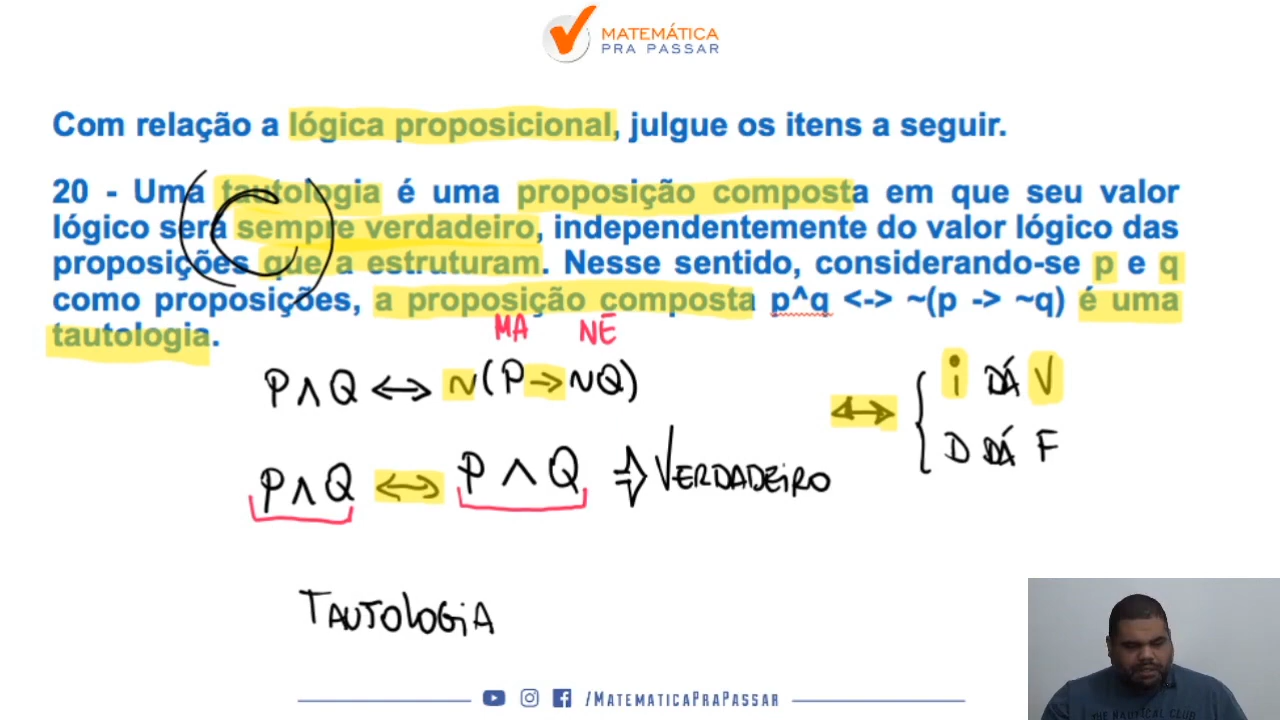 MATEMÁTICA
PRA PASSAR
Com relação a lógica proposicional, julgue os itens a seguir.
20 - Uma tautologia é uma proposição composta em que seu valor
lógico será sempre verdadeiro, independentemente do valor lógico das
proposições que a estruturam. Nesse sentido, considerando-se p e q
como proposições, a proposição composta p^q <-> ~(p -> ~q) é uma
tautologia.
(C)
MA NE
P ∧ Q ↔ ~(P → ~Q)
↔ { i DÁ V
D DÁ F
P ∧ Q ↔ P ∧ Q ⇒ VERDADEIRO
TAUTOLOGIA
/MATEMATICAPRAPASSAR